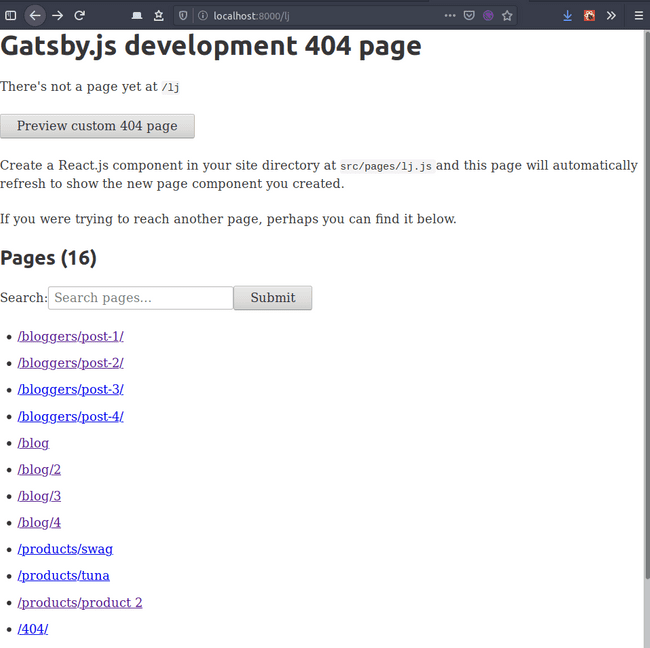 localhost:8000/lj
Gatsby.js development 404 page
There's not a page yet at /lj
Preview custom 404 page
Create a React.js component in your site directory at src/pages/lj.js and this page will automatically
refresh to show the new page component you created.
If you were trying to reach another page, perhaps you can find it below.
Pages (16)
Search: Search pages... Submit
/bloggers/post-1/
/bloggers/post-2/
/bloggers/post-3/
/bloggers/post-4/
/blog
/blog/2
/blog/3
/blog/4
/products/swag
/products/tuna
/products/product 2
/404/